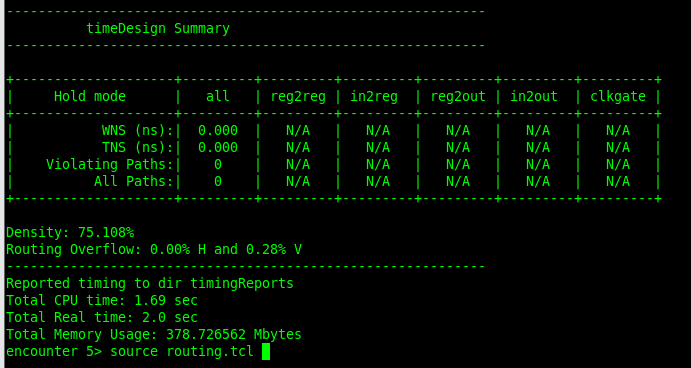 ------------------------------------------------------------
          timeDesign Summary
------------------------------------------------------------
+--------------------+---------+---------+---------+---------+---------+---------+
|     Hold mode      |   all   | reg2reg | in2reg  | reg2out | in2out  | clkgate |
+--------------------+---------+---------+---------+---------+---------+---------+
|           WNS (ns):|  0.000  |   N/A   |   N/A   |   N/A   |   N/A   |   N/A   |
|           TNS (ns):|  0.000  |   N/A   |   N/A   |   N/A   |   N/A   |   N/A   |
|    Violating Paths:|    0    |   N/A   |   N/A   |   N/A   |   N/A   |   N/A   |
|          All Paths:|    0    |   N/A   |   N/A   |   N/A   |   N/A   |   N/A   |
+--------------------+---------+---------+---------+---------+---------+---------+
Density: 75.108%
Routing Overflow: 0.00% H and 0.28% V
------------------------------------------------------------
Reported timing to dir timingReports
Total CPU time: 1.69 sec
Total Real time: 2.0 sec
Total Memory Usage: 378.726562 Mbytes
encounter 5> source routing.tcl